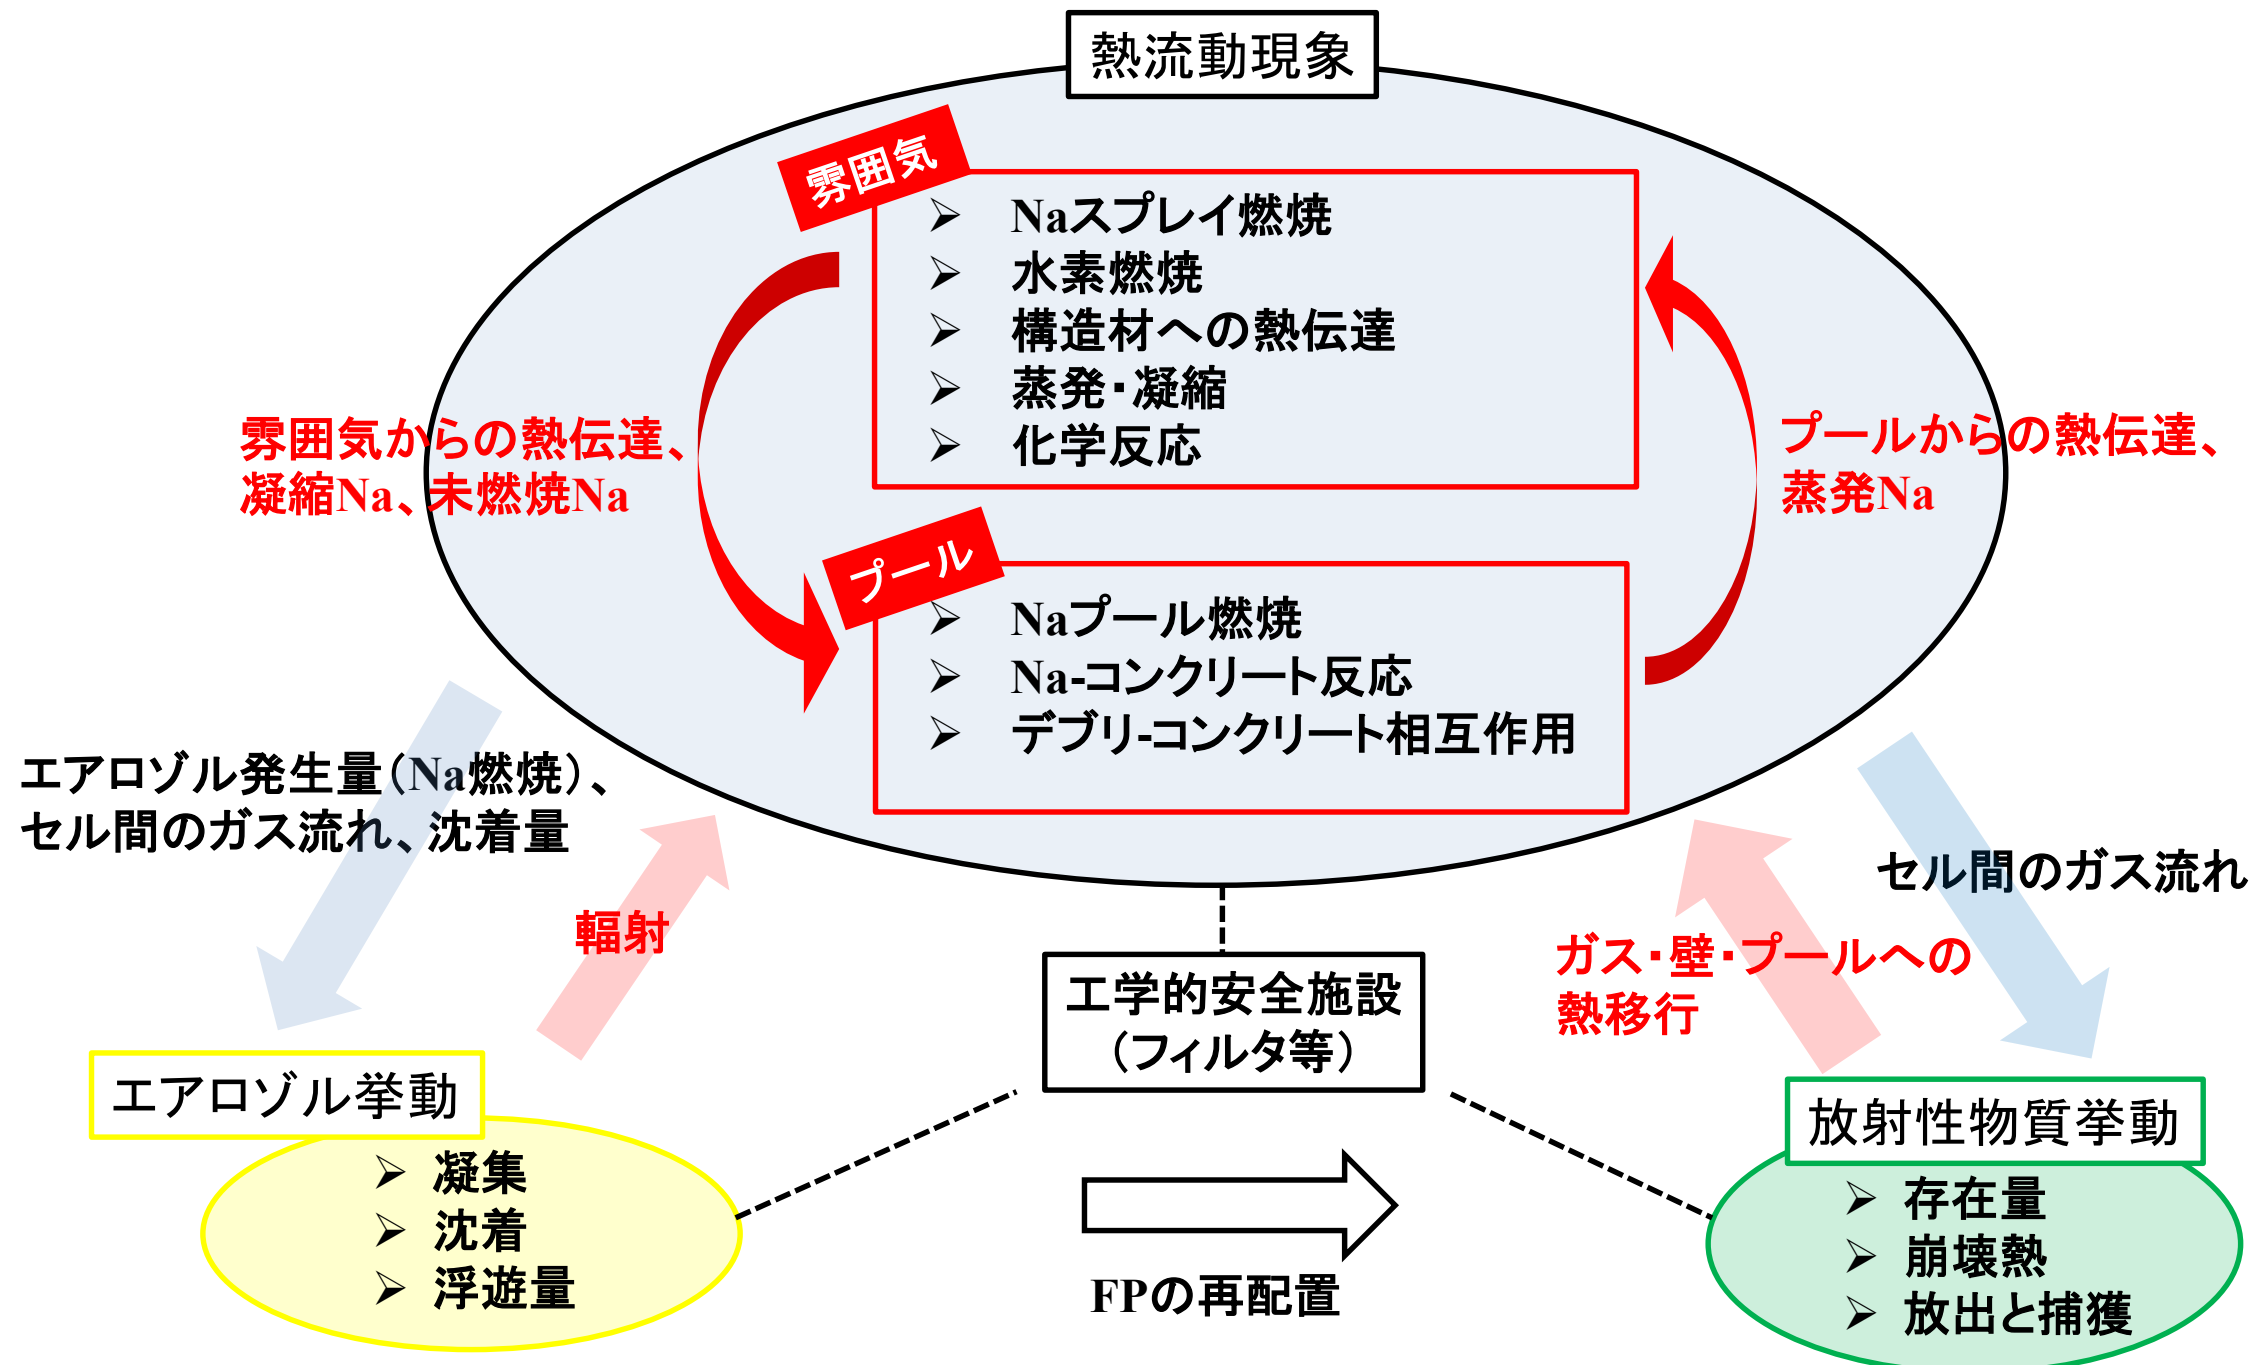 熱流動現象
雰囲気
Naスプレイ燃焼
水素燃焼
構造材への熱伝達
蒸発・凝縮
化学反応
雰囲気からの熱伝達、
凝縮Na、未燃焼Na
プールからの熱伝達、
蒸発Na
プール
Naプール燃焼
Na-コンクリート反応
デブリ-コンクリート相互作用
エアロゾル発生量（Na燃焼）、
セル間のガス流れ、沈着量
輻射
セル間のガス流れ
ガス・壁・プールへの
熱移行
工学的安全施設
（フィルタ等）
エアロゾル挙動
凝集
沈着
浮遊量
FPの再配置
放射性物質挙動
存在量
崩壊熱
放出と捕獲